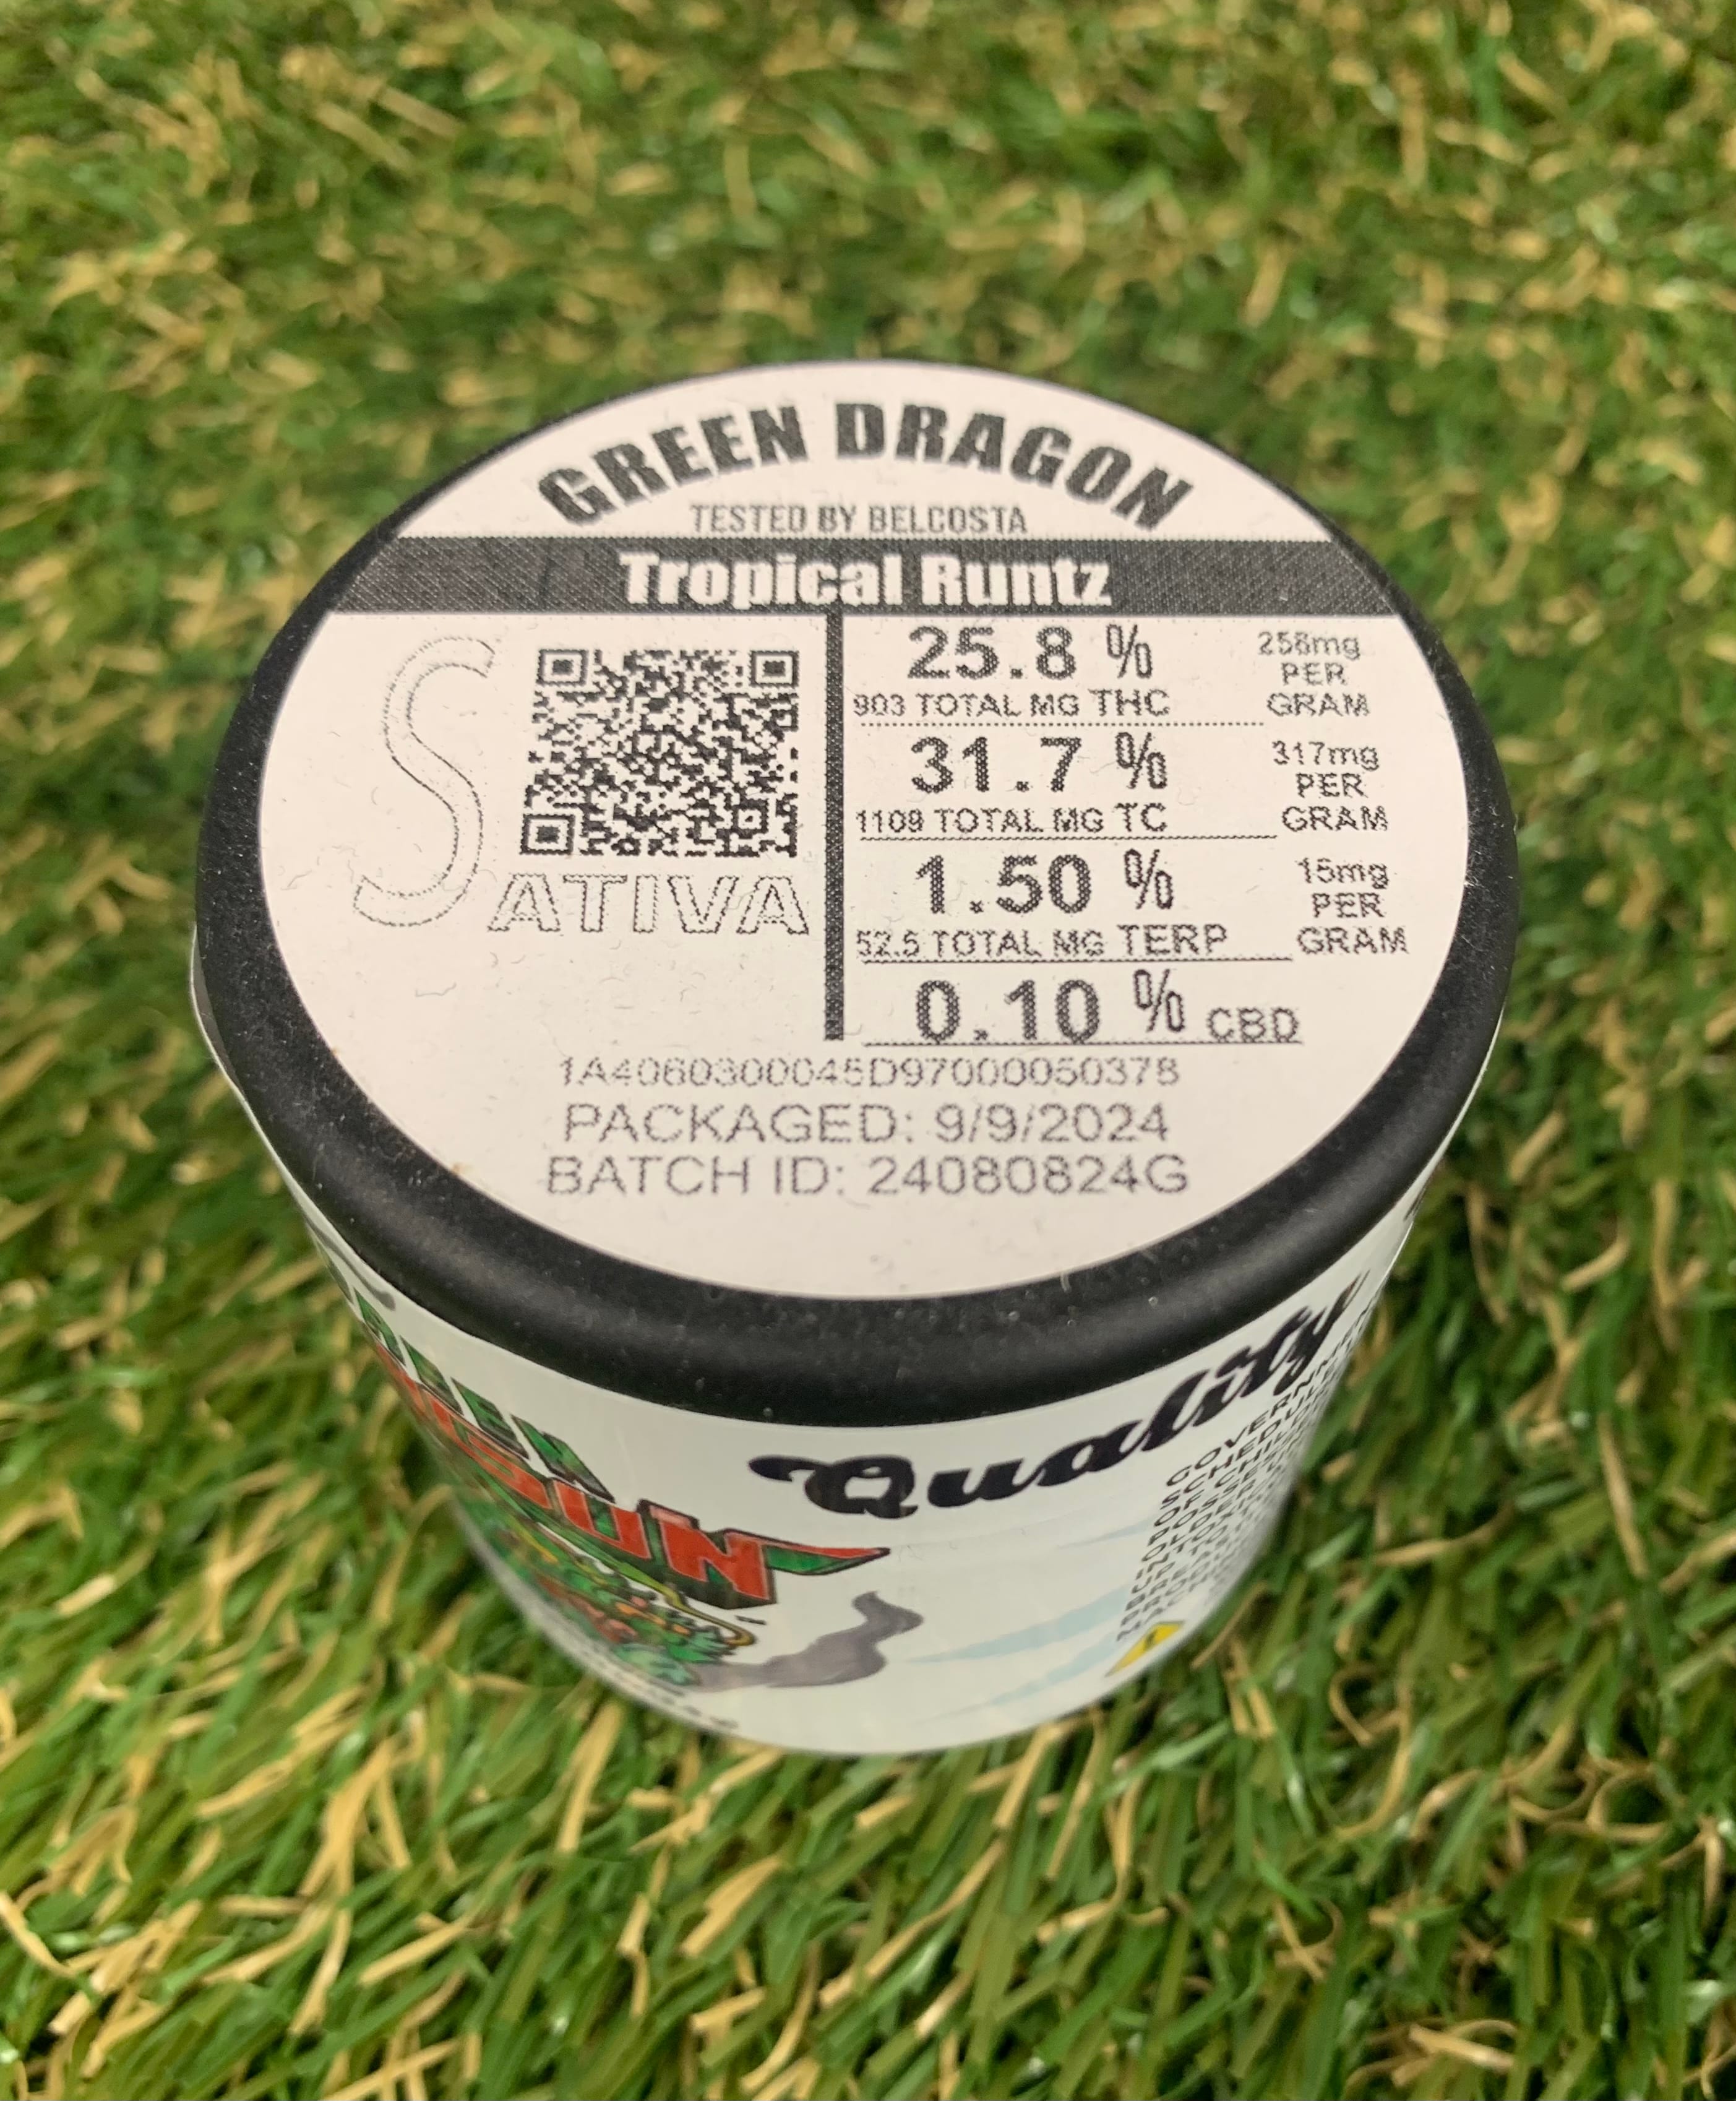 GREEN DRAGON
TESTED BY BELCOSTA
Tropical Runtz
SATIVA
25.8 %
903 TOTAL MG THC
258mg
PER
GRAM
31.7 %
1109 TOTAL MG TC
317mg
PER
GRAM
1.50 %
52.5 TOTAL MG TERP
15mg
PER
GRAM
0.10 % CBD
1A4060300045D97000050378
PACKAGED: 9/9/2024
BATCH ID: 24080824G
Quality